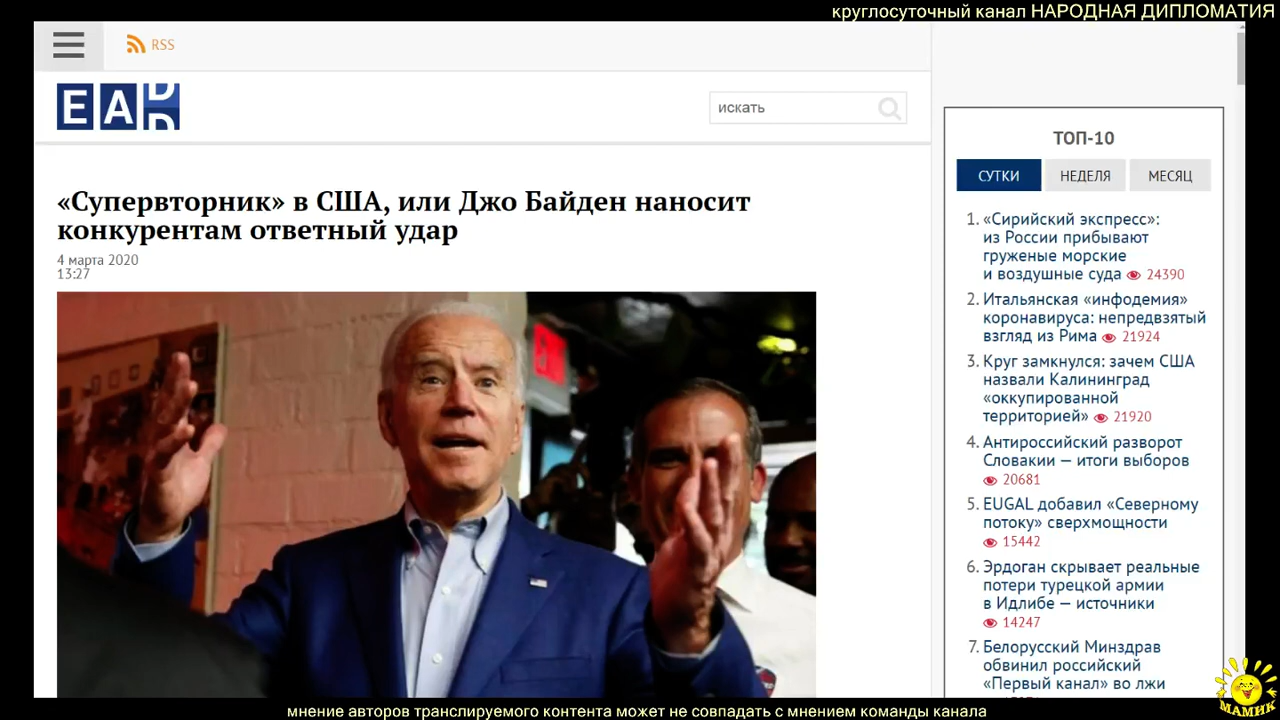 круглосуточный канал НАРОДНАЯ ДИПЛОМАТИЯ
RSS
EAD
искать
«Супервторник» в США, или Джо Байден наносит
конкурентам ответный удар
4 марта 2020
13:27
ТОП-10
СУТКИ НЕДЕЛЯ МЕСЯЦ
1. «Сирийский экспресс»:
из России прибывают
груженые морские
и воздушные суда 24390
2. Итальянская «инфодемия»
коронавируса: непредвзятый
взгляд из Рима 21924
3. Круг замкнулся: зачем США
назвали Калининград
«оккупированной
территорией» 21920
4. Антироссийский разворот
Словакии — итоги выборов
20681
5. EUGAL добавил «Северному
потоку» сверхмощности
15442
6. Эрдоган скрывает реальные
потери турецкой армии
в Идлибе — источники
14247
7. Белорусский Минздрав
обвинил российский
«Первый канал» во лжи
МАМИК
мнение авторов транслируемого контента может не совпадать с мнением команды канала